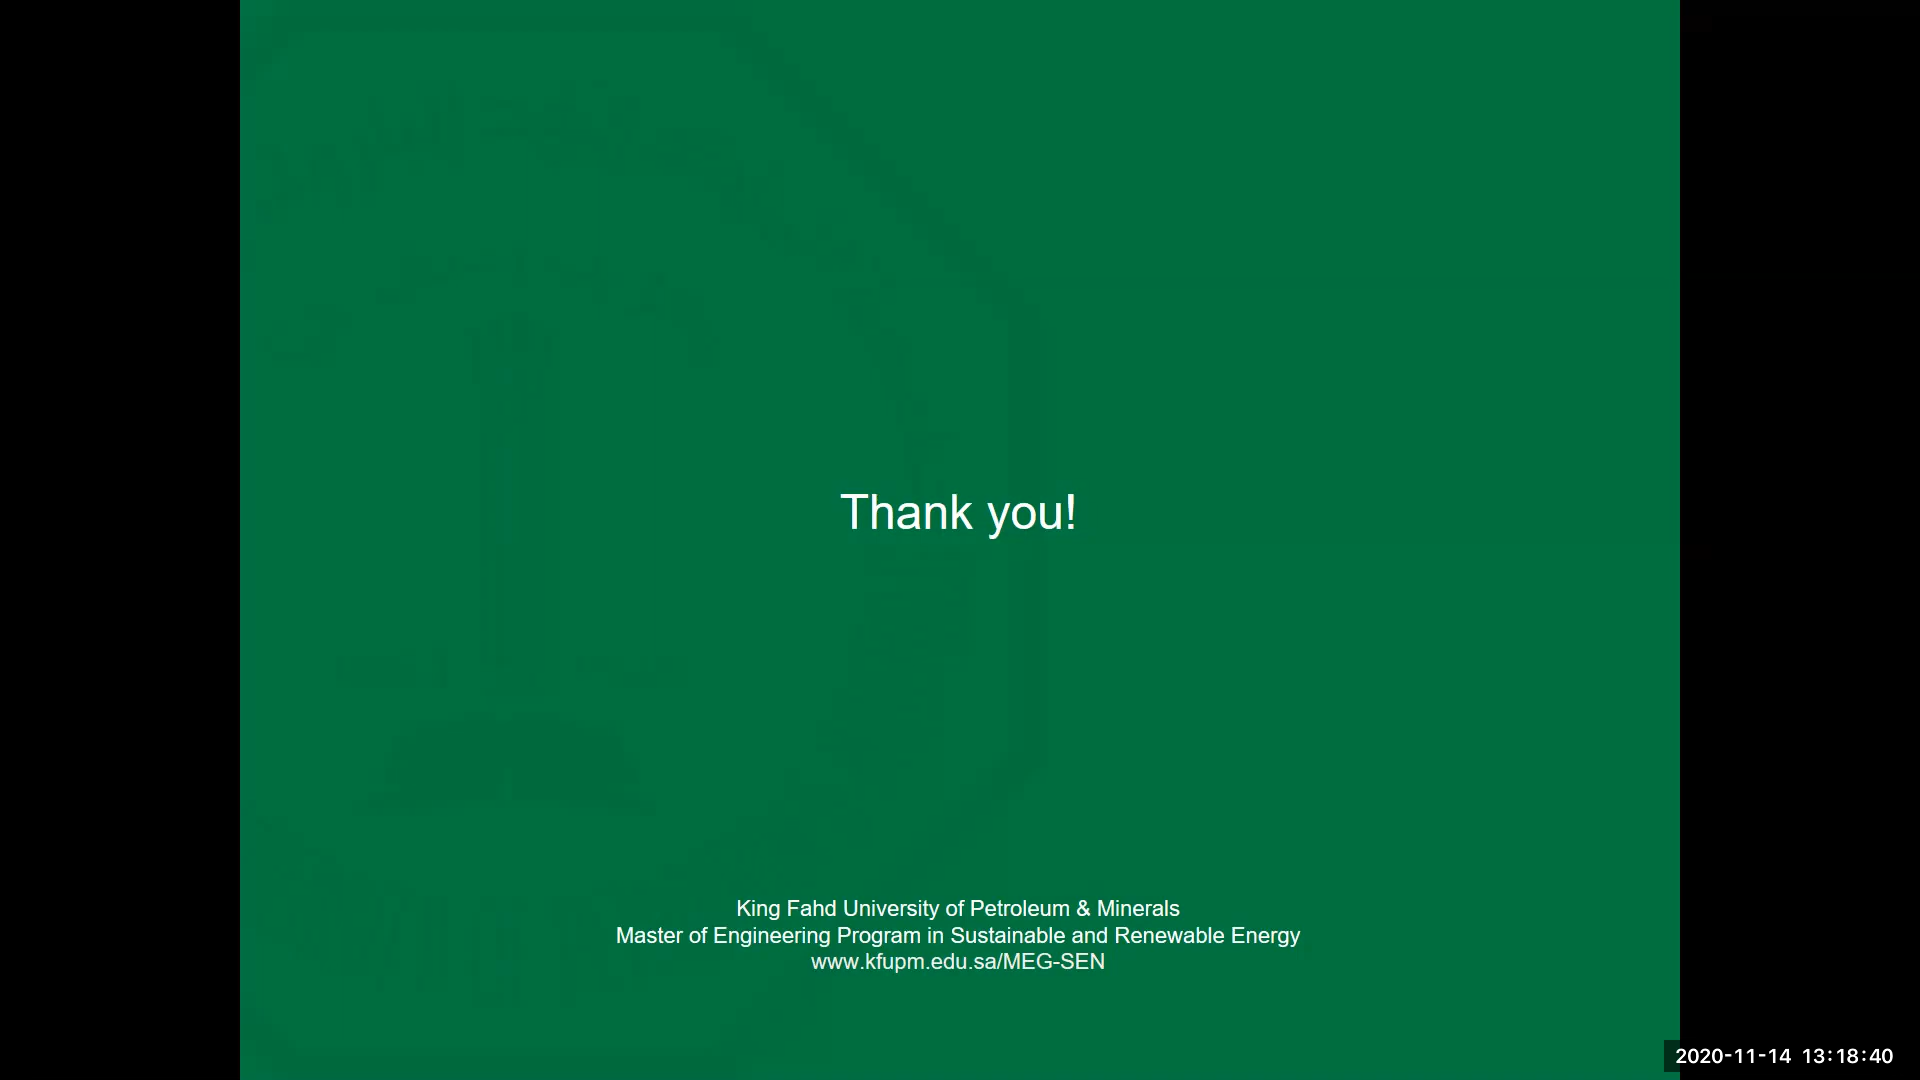 Thank you!
King Fahd University of Petroleum & Minerals
Master of Engineering Program in Sustainable and Renewable Energy
www.kfupm.edu.sa/MEG-SEN
2020-11-14 13:18:40